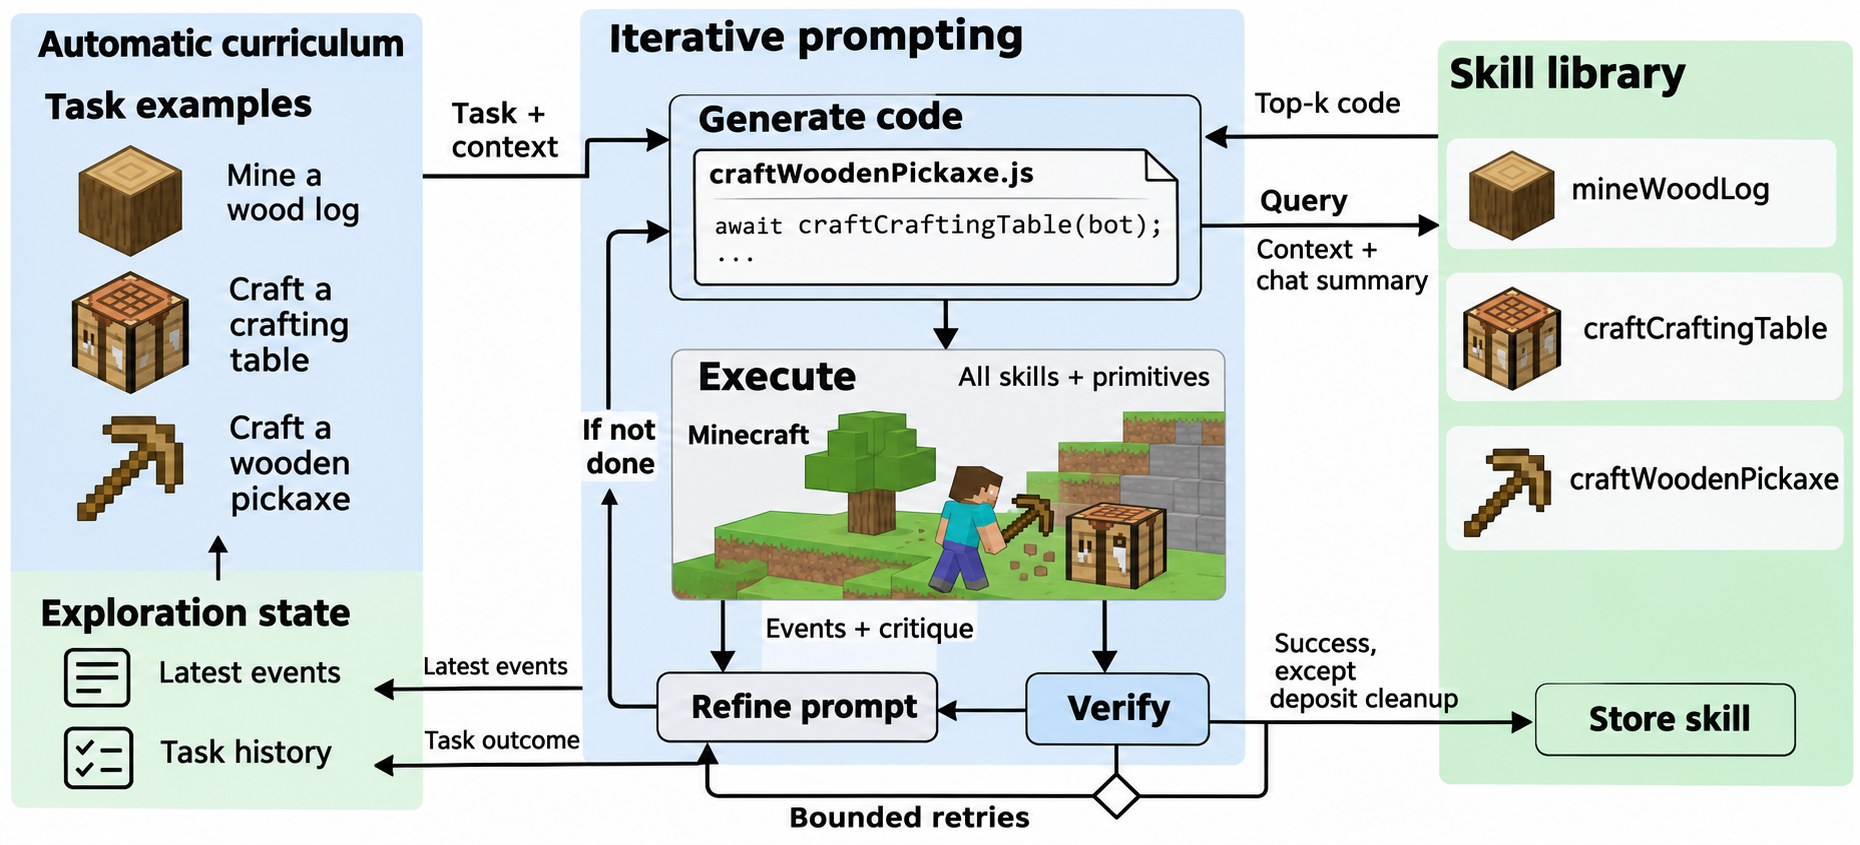 Automatic curriculum
Task examples
Mine a
wood log
Craft a
crafting
table
Craft a
wooden
pickaxe
Exploration state
Latest events
Task history
Task +
context
Latest events
Task outcome
Iterative prompting
Generate code
craftWoodenPickaxe.js
await craftCraftingTable(bot);
...
If not
done
Execute
All skills + primitives
Minecraft
Events + critique
Refine prompt
Verify
Bounded retries
Top-k code
Query
Context +
chat summary
Success,
except
deposit cleanup
Skill library
mineWoodLog
craftCraftingTable
craftWoodenPickaxe
Store skill